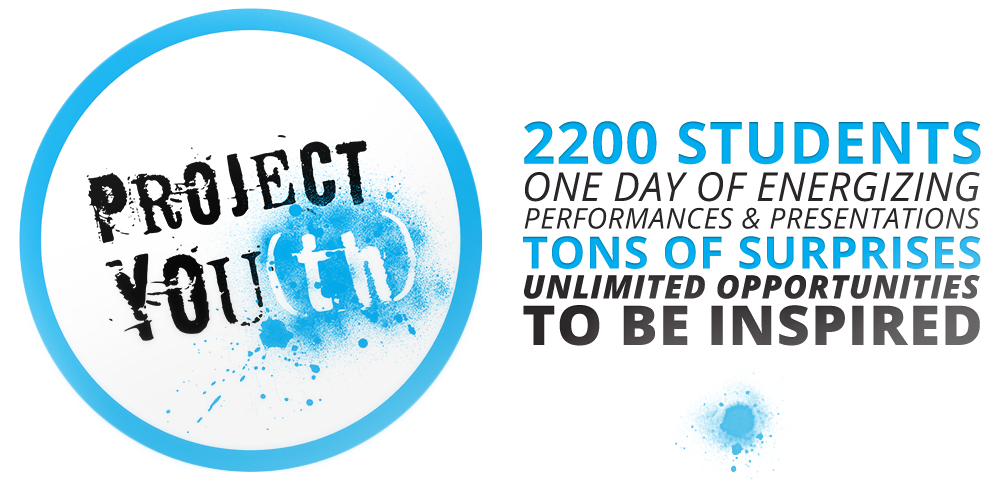 PROJECT
YOU(th)
2200 STUDENTS
ONE DAY OF ENERGIZING
PERFORMANCES & PRESENTATIONS
TONS OF SURPRISES
UNLIMITED OPPORTUNITIES
TO BE INSPIRED